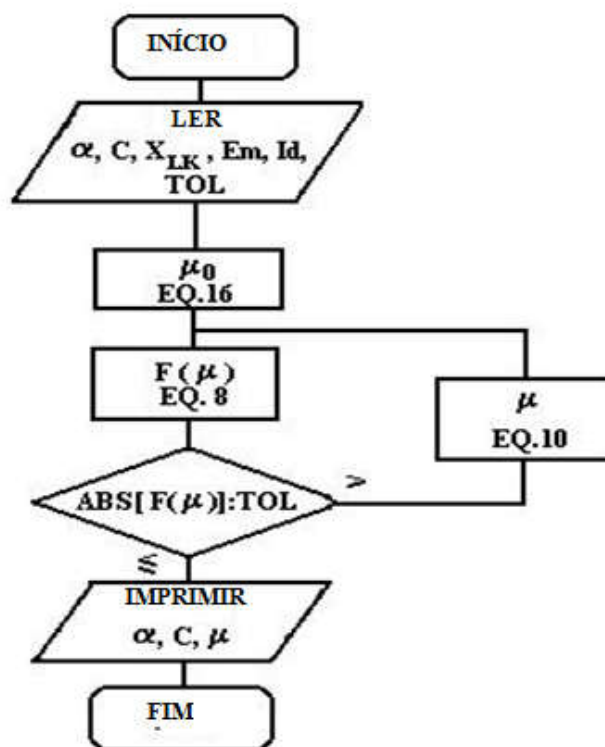 INÍCIO
LER
α, C, X_LK , Em, Id,
TOL
μ0
EQ.16
F(μ)
EQ. 8
μ
EQ.10
ABS[ F(μ)]:TOL
>
≤
IMPRIMIR
α, C, μ
FIM